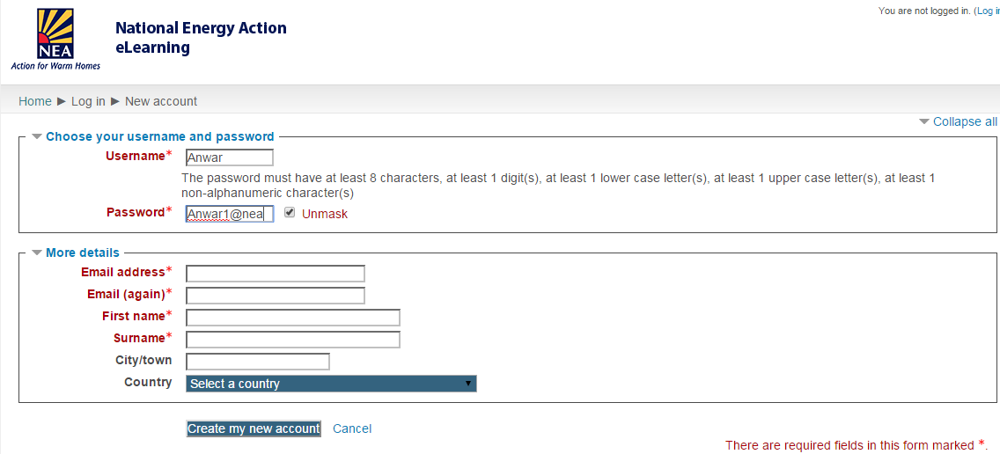 You are not logged in. (Log in
NEA
Action for Warm Homes
National Energy Action
eLearning
Home ► Log in ► New account
Collapse all
Choose your username and password
Username* Anwar
The password must have at least 8 characters, at least 1 digit(s), at least 1 lower case letter(s), at least 1 upper case letter(s), at least 1
non-alphanumeric character(s)
Password* Anwar1@nea Unmask
More details
Email address*
Email (again)*
First name*
Surname*
City/town
Country Select a country
Create my new account Cancel
There are required fields in this form marked *.